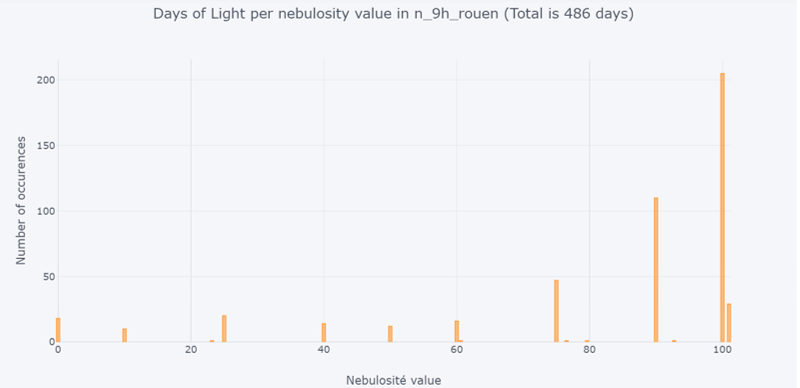 Days of Light per nebulosity value in n_9h_rouen (Total is 486 days)
Number of occurences
200
150
100
50
0
0 20 40 60 80 100
Nebulosité value